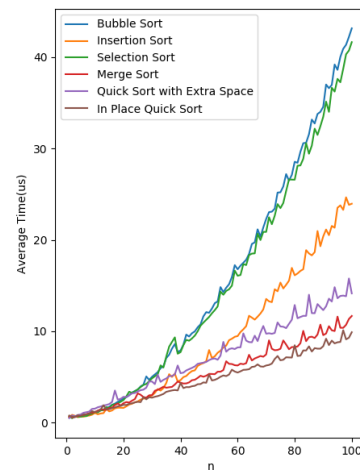 Bubble Sort
Insertion Sort
Selection Sort
Merge Sort
Quick Sort with Extra Space
In Place Quick Sort
Average Time(us)
40
30
20
10
0
0 20 40 60 80 100
n